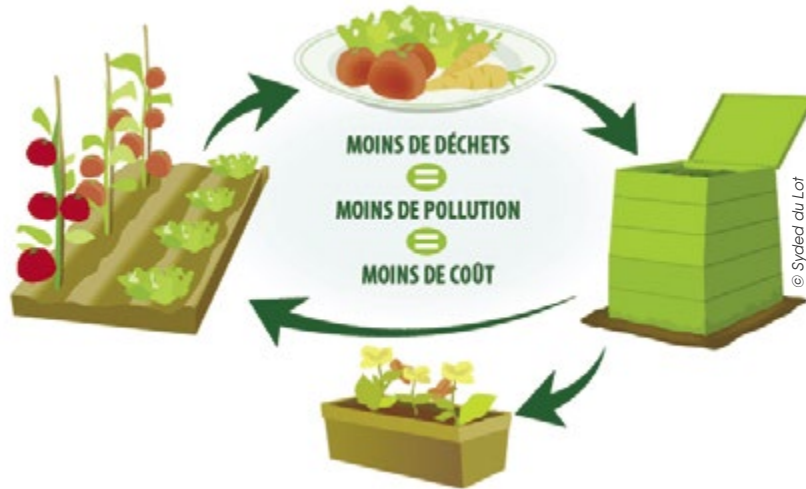 MOINS DE DÉCHETS
=
MOINS DE POLLUTION
=
MOINS DE COÛT
© Syded du Lot